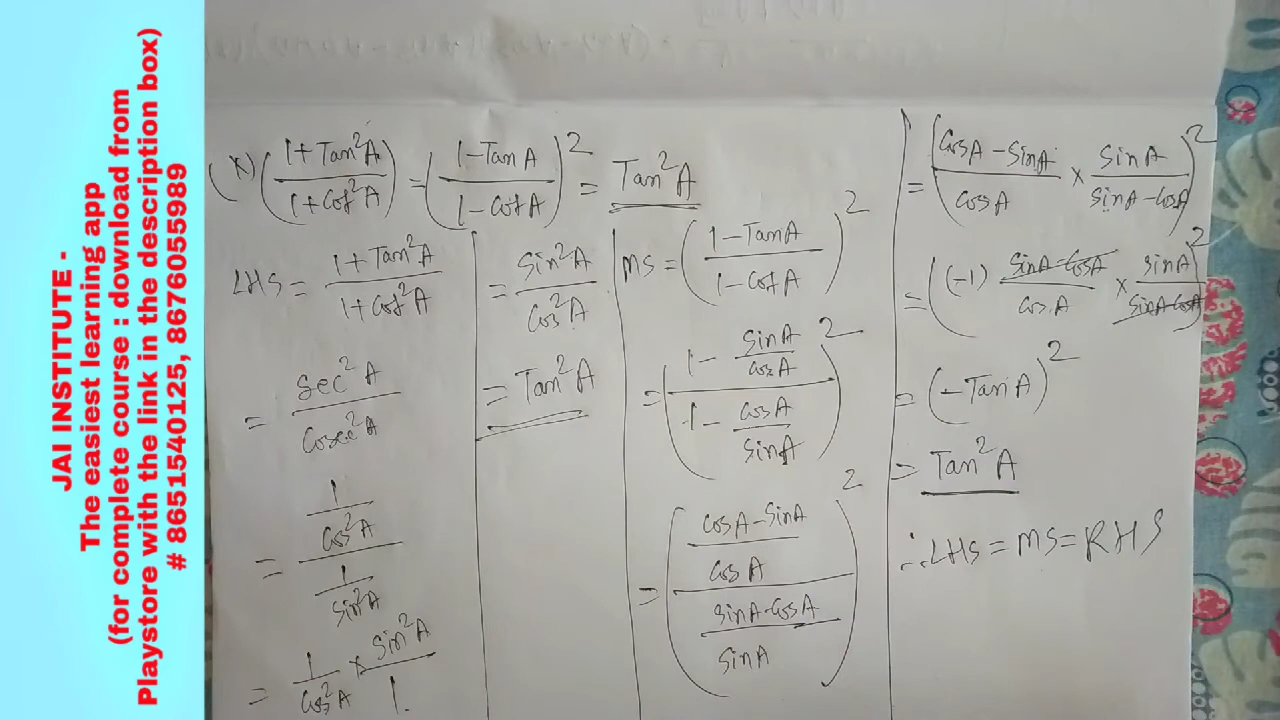 JAI INSTITUTE -
The easiest learning app
(for complete course : download from
Playstore with the link in the description box)
# 8651540125, 8676055989
(x) ((1+Tan²A)/(1+Cot²A)) = ((1-TanA)/(1-CotA))² = Tan²A
LHS = (1+Tan²A)/(1+Cot²A)
= Sec²A/Cosec²A
= (1/Cos²A)/(1/Sin²A)
= 1/Cos²A × Sin²A/1
= Sin²A/Cos²A
= Tan²A
MS = ((1-TanA)/(1-CotA))²
= ((1 - SinA/CosA)/(1 - CosA/SinA))²
= (((CosA-SinA)/CosA)/((SinA-CosA)/SinA))²
= ((CosA-SinA)/CosA × SinA/(SinA-CosA))²
= ((-1) (SinA-CosA)/CosA × SinA/(SinA-CosA))²
= (-TanA)²
= Tan²A
∴ LHS = MS = RHS